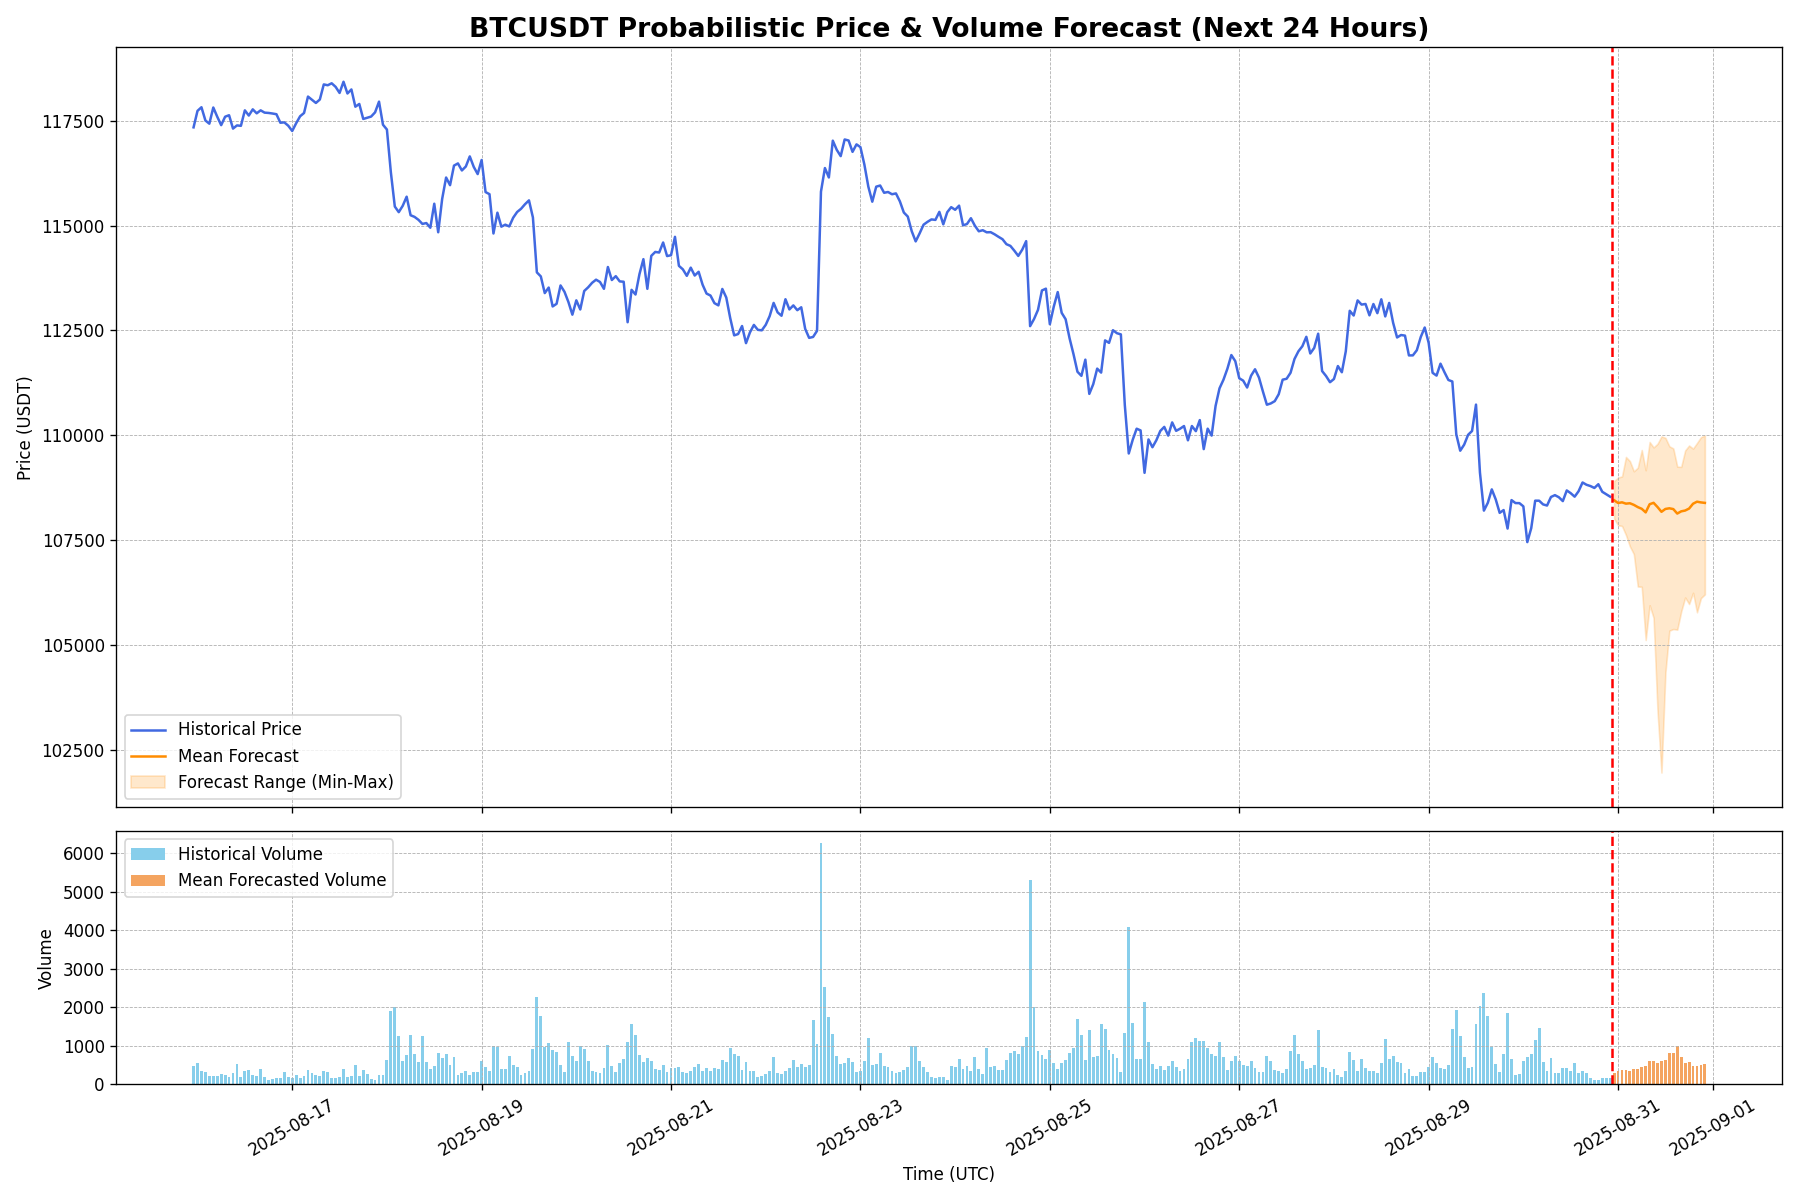 BTCUSDT Probabilistic Price & Volume Forecast (Next 24 Hours)
117500
115000
112500
110000
107500
105000
102500
Price (USDT)
Historical Price
Mean Forecast
Forecast Range (Min-Max)
6000
5000
4000
3000
2000
1000
0
Volume
Historical Volume
Mean Forecasted Volume
2025-08-17
2025-08-19
2025-08-21
2025-08-23
2025-08-25
2025-08-27
2025-08-29
2025-08-31
2025-09-01
Time (UTC)